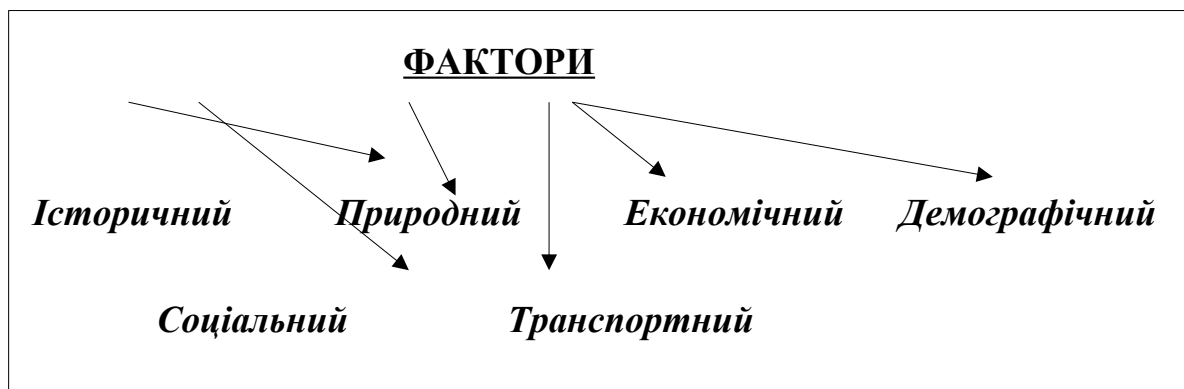 ФАКТОРИ
Історичний Природний Економічний Демографічний
Соціальний Транспортний